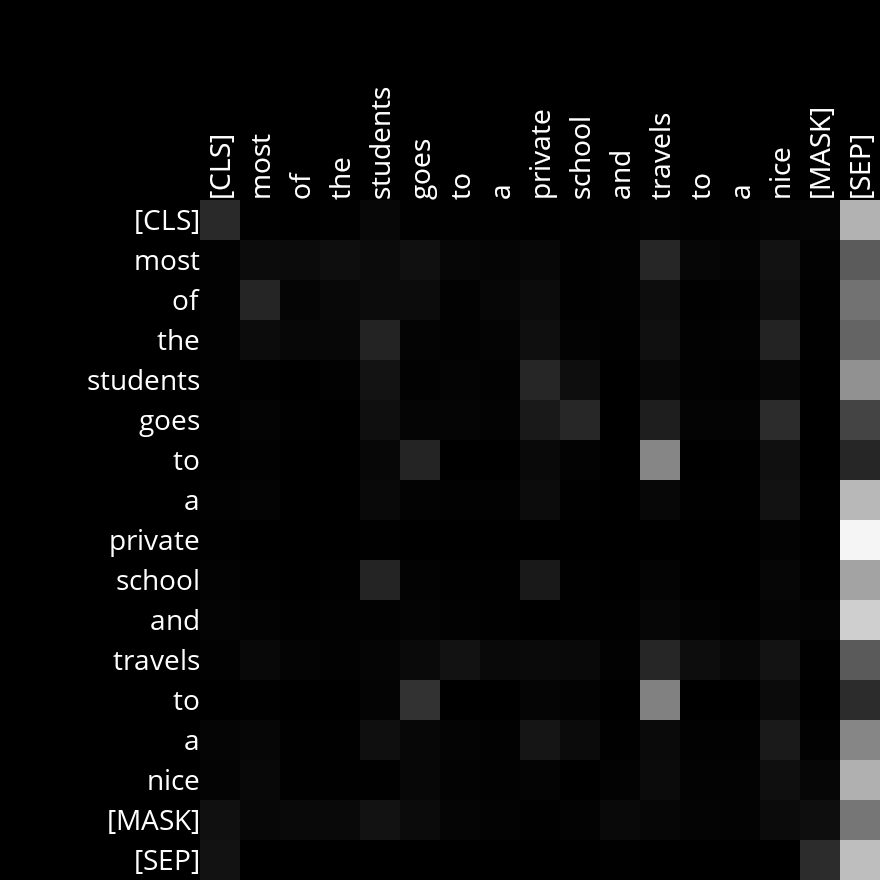 [CLS] most of the students goes to a private school and travels to a nice [MASK] [SEP]
[CLS]
most
of
the
students
goes
to
a
private
school
and
travels
to
a
nice
[MASK]
[SEP]